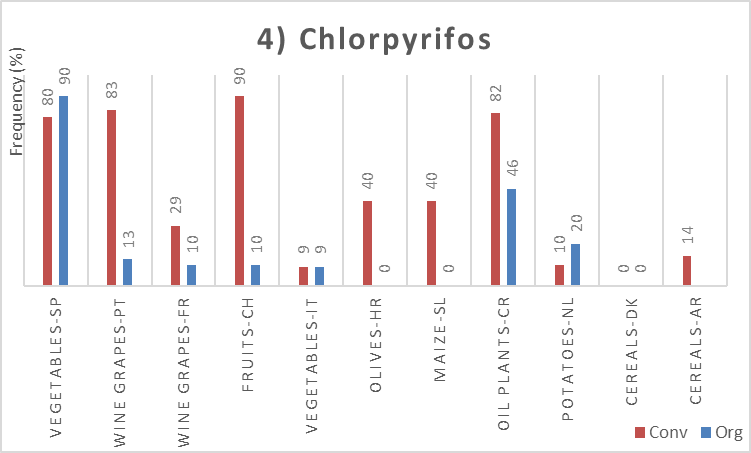 4) Chlorpyrifos
Frequency (%)
80
90
83
13
29
10
90
10
9
9
40
0
40
0
82
46
10
20
0
0
14
VEGETABLES-SP
WINE GRAPES-PT
WINE GRAPES-FR
FRUITS-CH
VEGETABLES-IT
OLIVES-HR
MAIZE-SL
OIL PLANTS-CR
POTATOES-NL
CEREALS-DK
CEREALS-AR
Conv Org